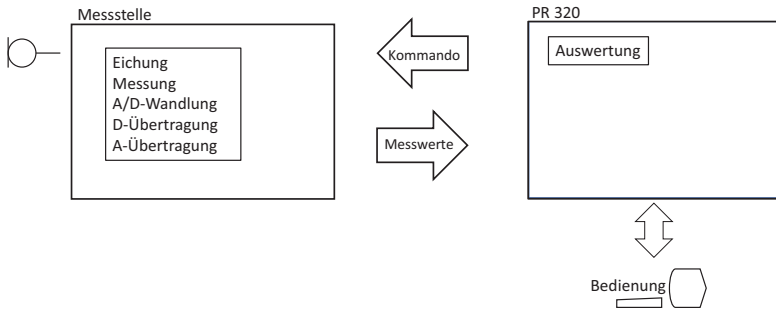 Messstelle
PR 320
Eichung
Messung
A/D-Wandlung
D-Übertragung
A-Übertragung
Kommando
Messwerte
Auswertung
Bedienung